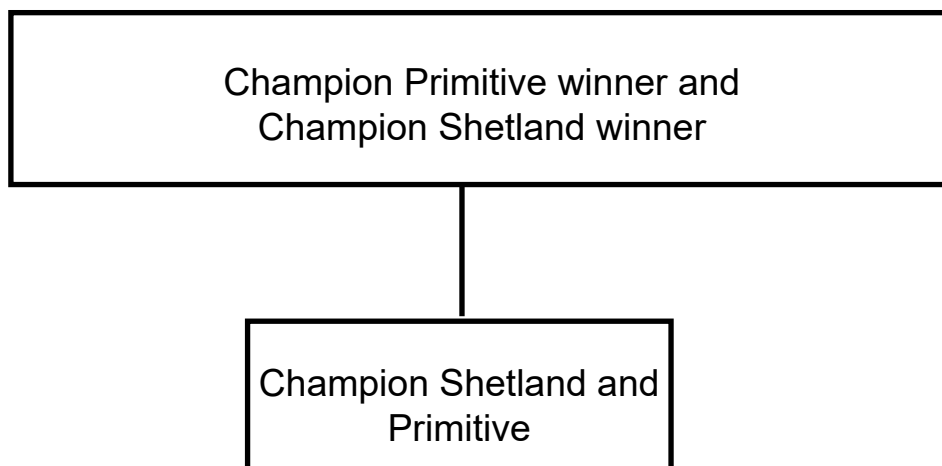 Champion Primitive winner and
Champion Shetland winner
Champion Shetland and
Primitive